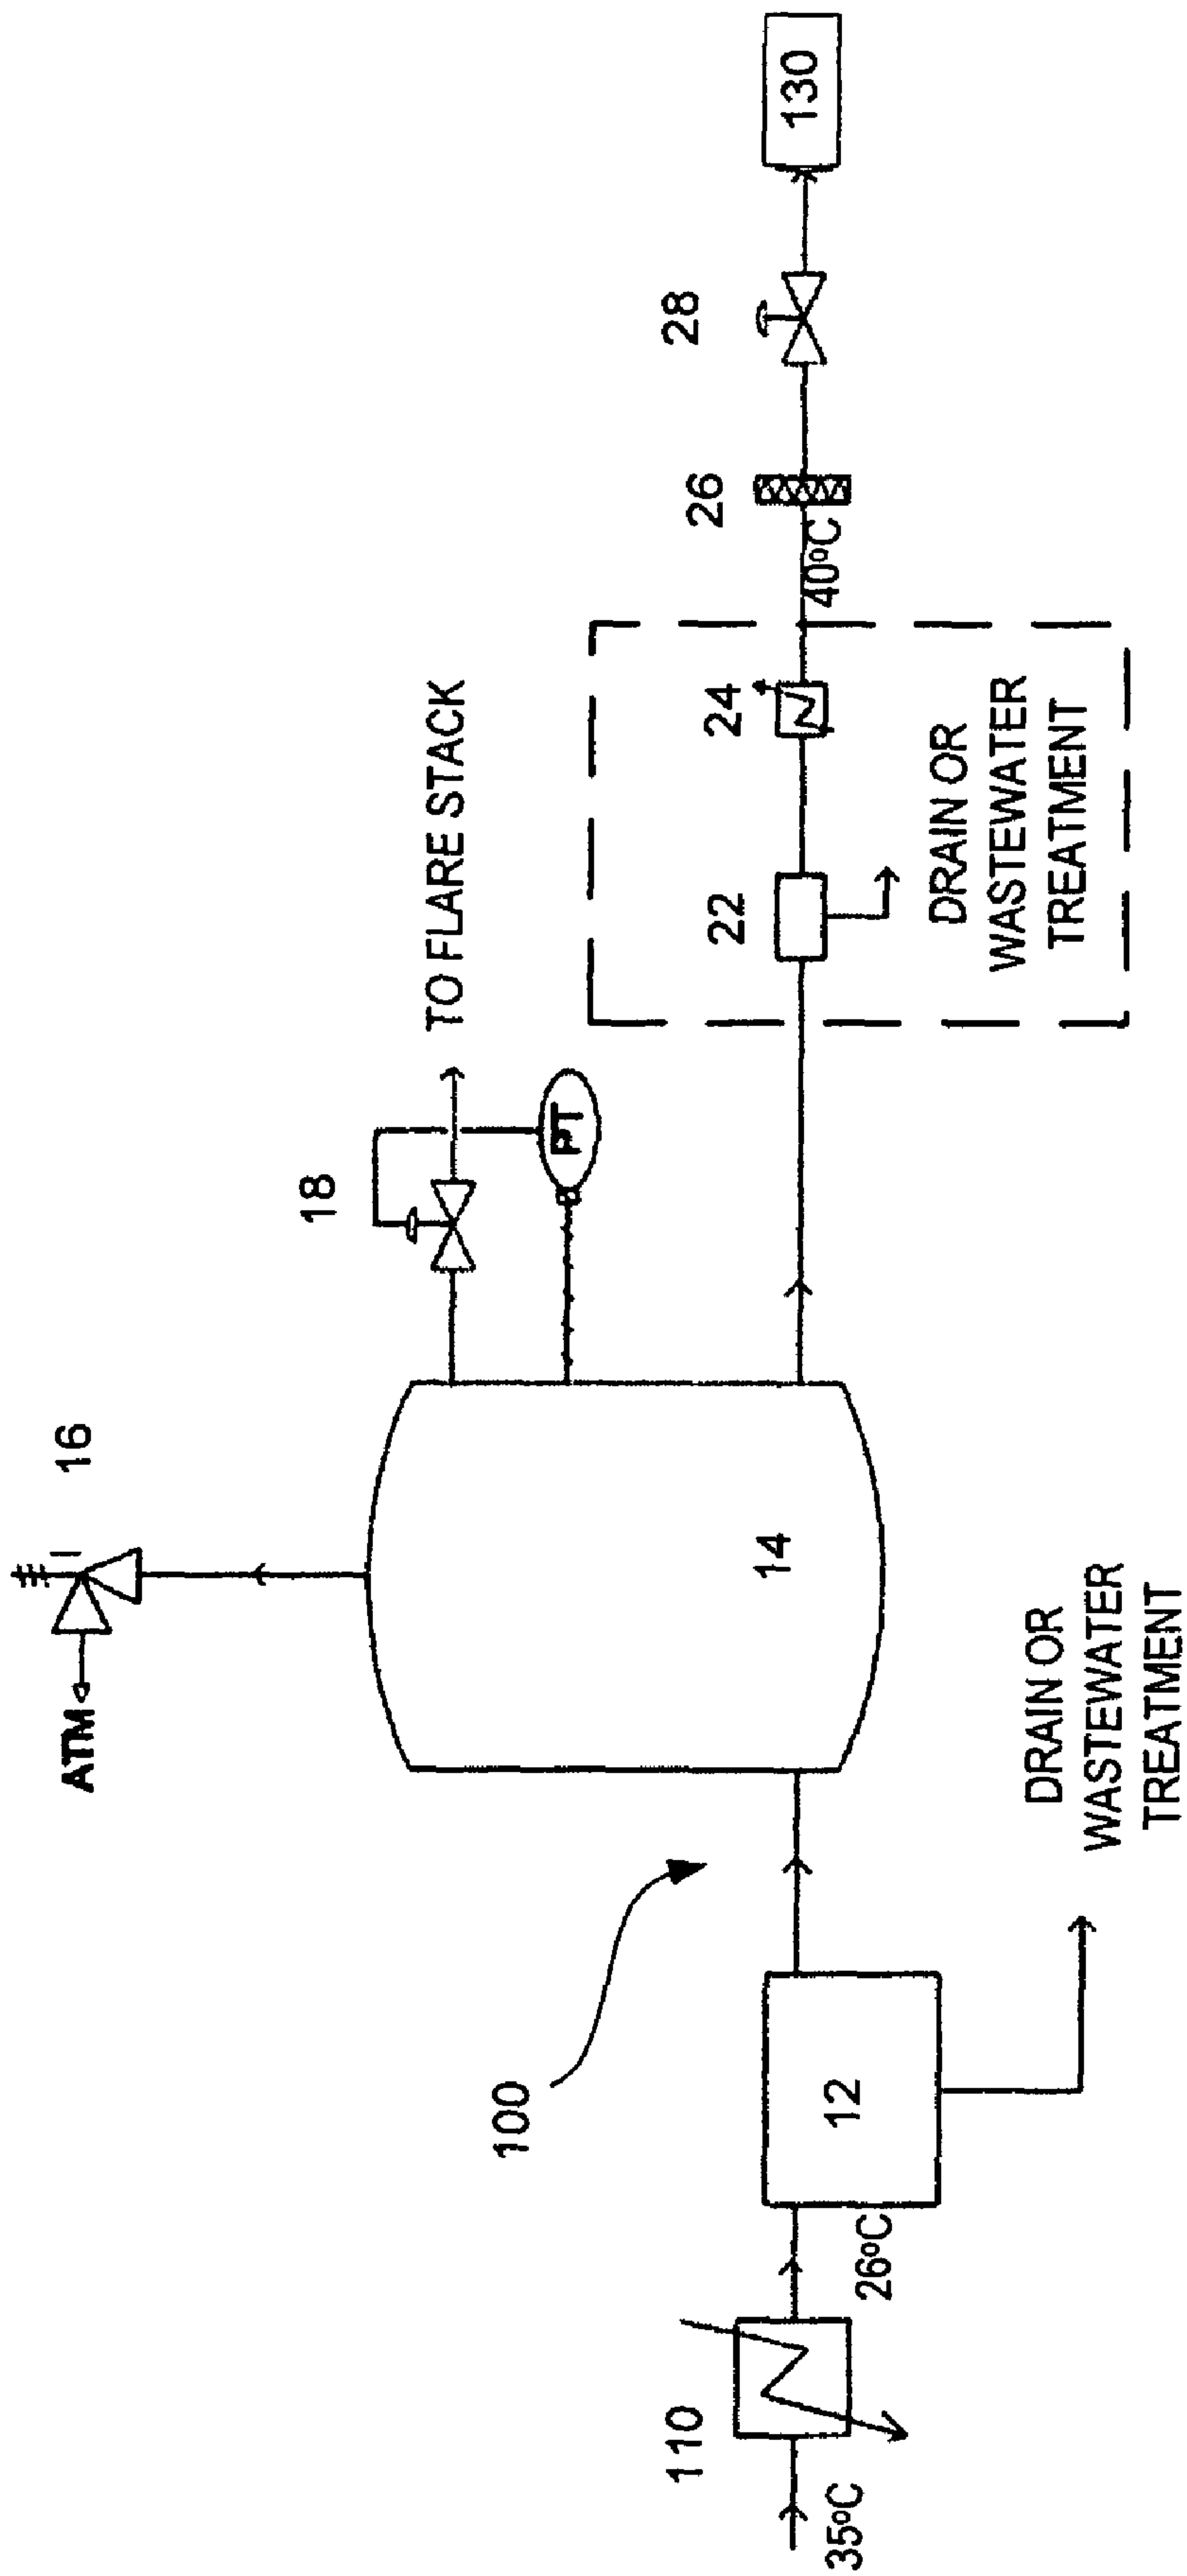 ATM
16
18
TO FLARE STACK
PT
28
130
26
40°C
24
22
DRAIN OR
WASTEWATER
TREATMENT
14
100
12
DRAIN OR
WASTEWATER
TREATMENT
110
35°C
26°C